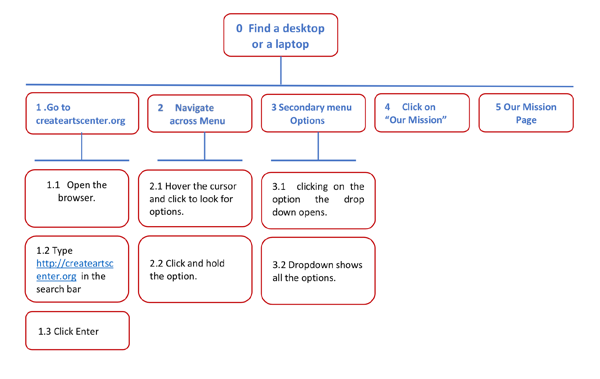 0 Find a desktop
or a laptop
1 .Go to
createartscenter.org
2 Navigate
across Menu
3 Secondary menu
Options
4 Click on
“Our Mission”
5 Our Mission
Page
1.1 Open the
browser.
2.1 Hover the cursor
and click to look for
options.
3.1 clicking on the
option the drop
down opens.
1.2 Type
http://createartsc
enter.org in the
search bar
2.2 Click and hold
the option.
3.2 Dropdown shows
all the options.
1.3 Click Enter